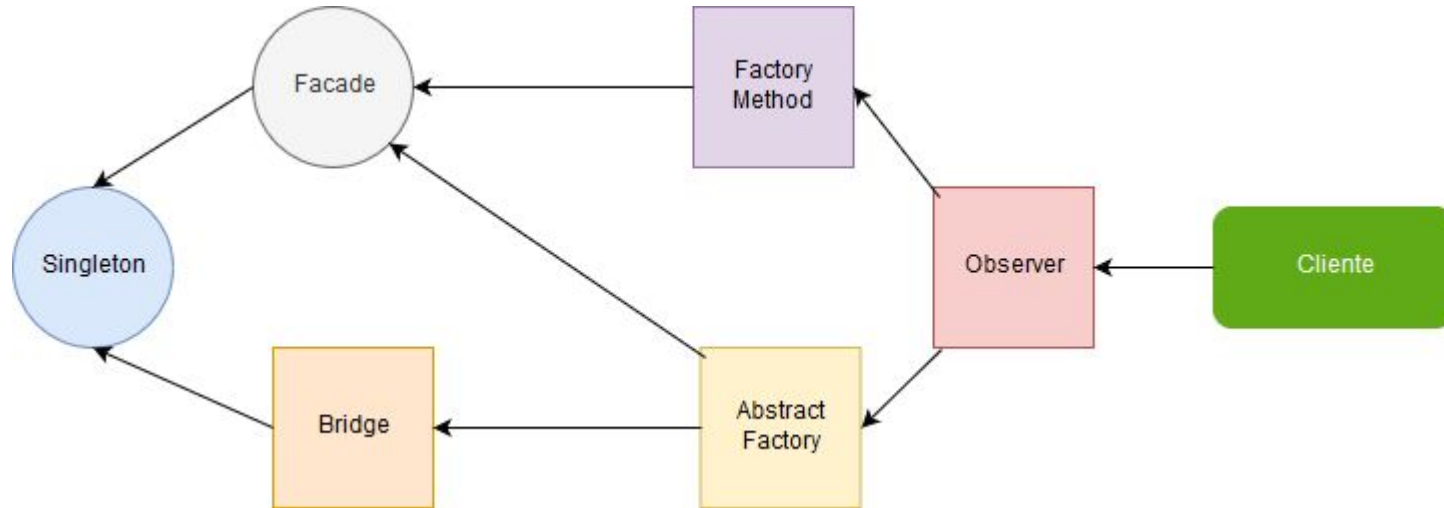 Facade
Factory
Method
Singleton
Observer
Cliente
Bridge
Abstract
Factory